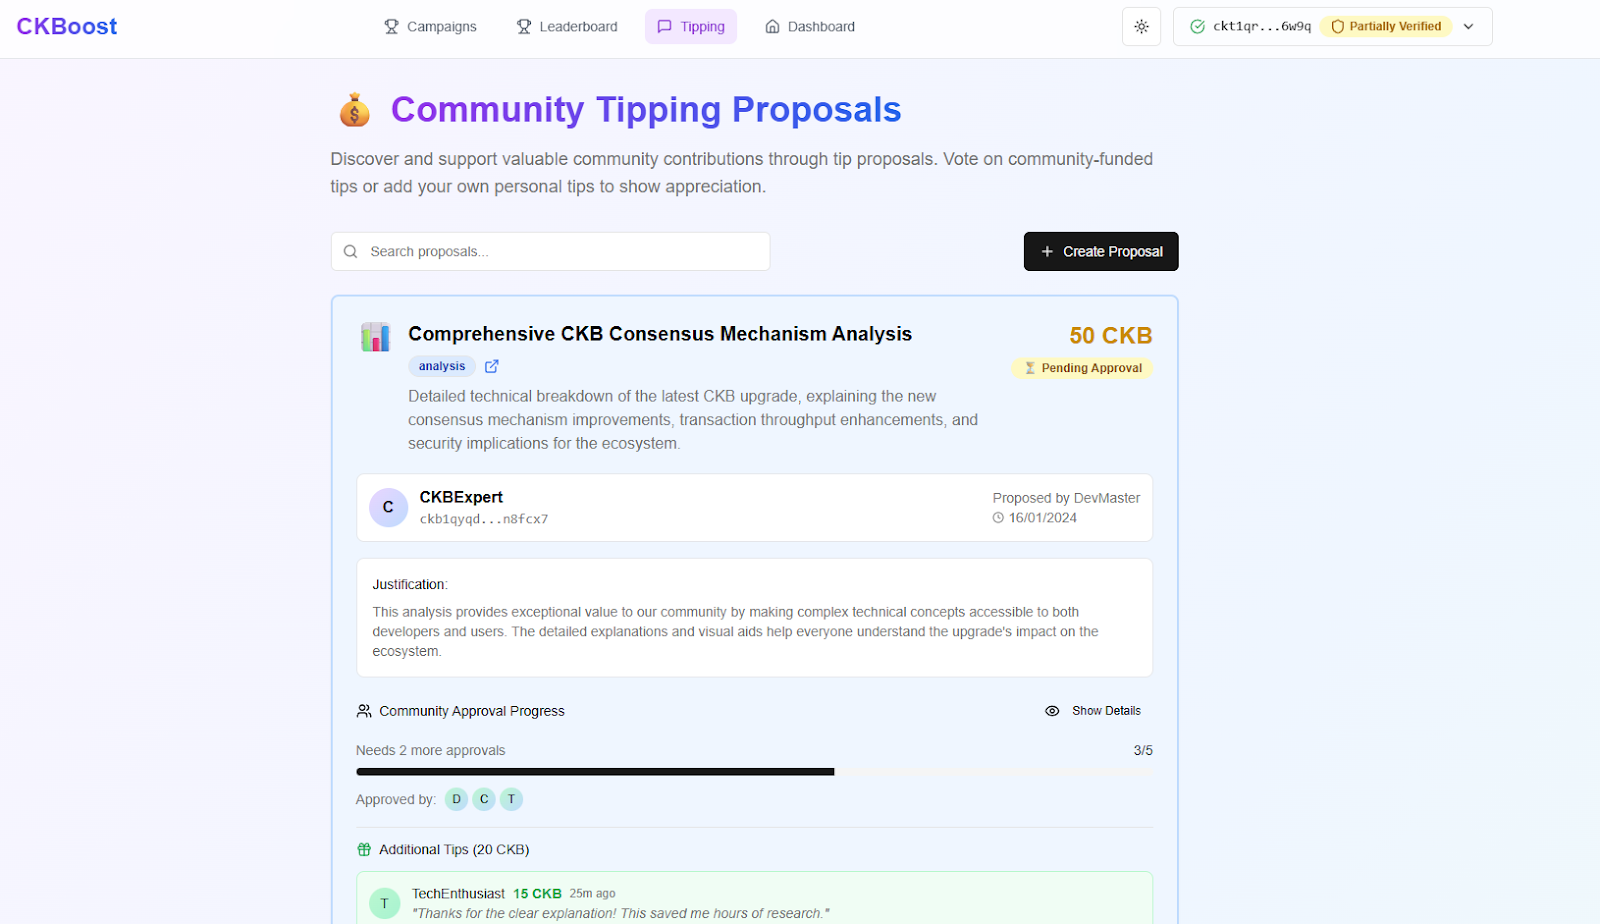 CKBoost
Campaigns
Leaderboard
Tipping
Dashboard
ckt1qr...6w9q
Partially Verified
Community Tipping Proposals
Discover and support valuable community contributions through tip proposals. Vote on community-funded
tips or add your own personal tips to show appreciation.
Search proposals...
Create Proposal
Comprehensive CKB Consensus Mechanism Analysis
50 CKB
analysis
Pending Approval
Detailed technical breakdown of the latest CKB upgrade, explaining the new
consensus mechanism improvements, transaction throughput enhancements, and
security implications for the ecosystem.
C
CKBExpert
ckb1qyqd...n8fcx7
Proposed by DevMaster
16/01/2024
Justification:
This analysis provides exceptional value to our community by making complex technical concepts accessible to both
developers and users. The detailed explanations and visual aids help everyone understand the upgrade's impact on the
ecosystem.
Community Approval Progress
Show Details
Needs 2 more approvals
3/5
Approved by: D C T
Additional Tips (20 CKB)
T
TechEnthusiast 15 CKB 25m ago
"Thanks for the clear explanation! This saved me hours of research."